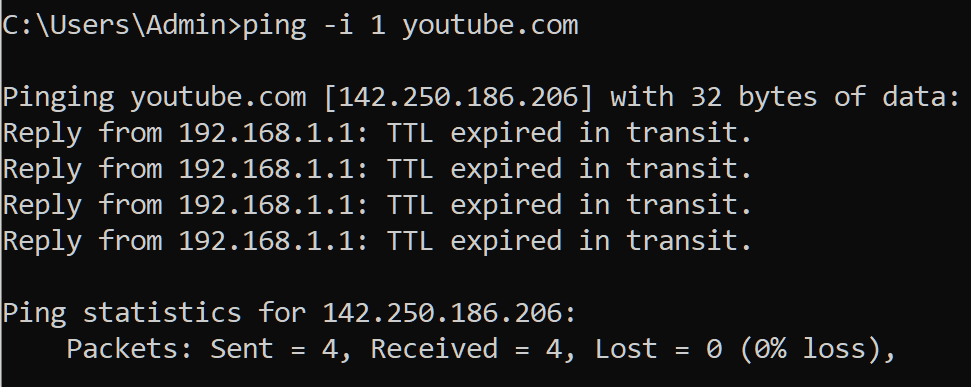 C:\Users\Admin>ping -i 1 youtube.com
Pinging youtube.com [142.250.186.206] with 32 bytes of data:
Reply from 192.168.1.1: TTL expired in transit.
Reply from 192.168.1.1: TTL expired in transit.
Reply from 192.168.1.1: TTL expired in transit.
Reply from 192.168.1.1: TTL expired in transit.
Ping statistics for 142.250.186.206:
    Packets: Sent = 4, Received = 4, Lost = 0 (0% loss),